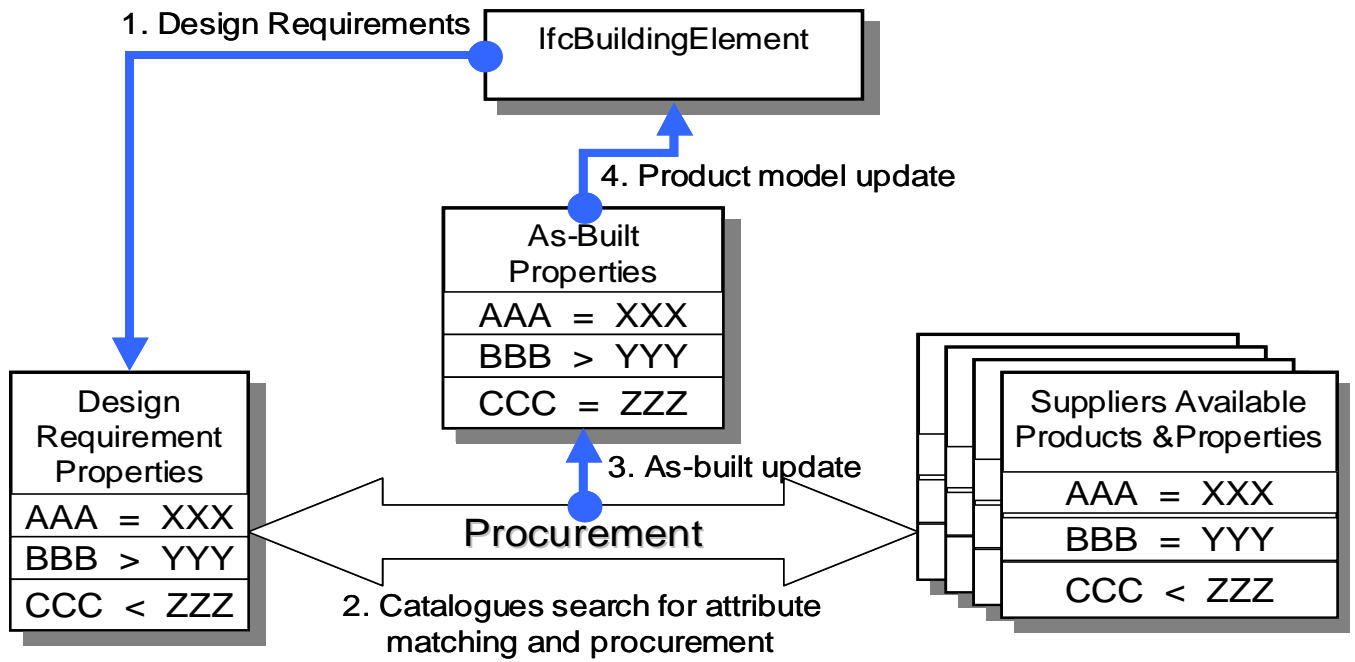 1. Design Requirements
IfcBuildingElement
4. Product model update
As-Built
Properties
AAA = XXX
BBB > YYY
CCC = ZZZ
3. As-built update
Design
Requirement
Properties
AAA = XXX
BBB > YYY
CCC < ZZZ
Procurement
2. Catalogues search for attribute
matching and procurement
Suppliers Available
Products &Properties
AAA = XXX
BBB = YYY
CCC < ZZZ